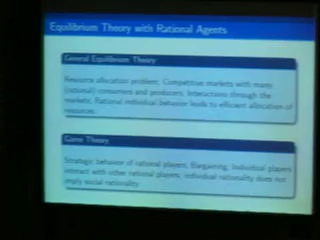 Equilibrium Theory with Rational Agents
General Equilibrium Theory
Resource allocation problem; Competitive markets with many
(rational) consumers and producers; Interactions through the
markets; Rational individual behavior leads to efficient allocation of
resources.
Game Theory
Strategic behavior of rational players; Bargaining; Individual players
interact with other rational players; individual rationality does not
imply social rationality.